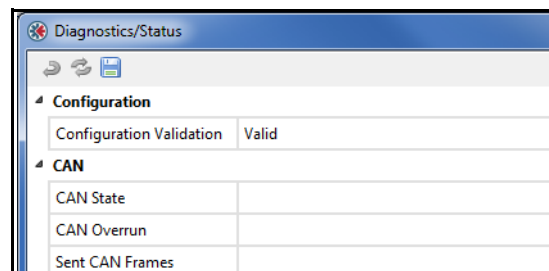 Diagnostics/Status
Configuration
Configuration Validation Valid
CAN
CAN State
CAN Overrun
Sent CAN Frames